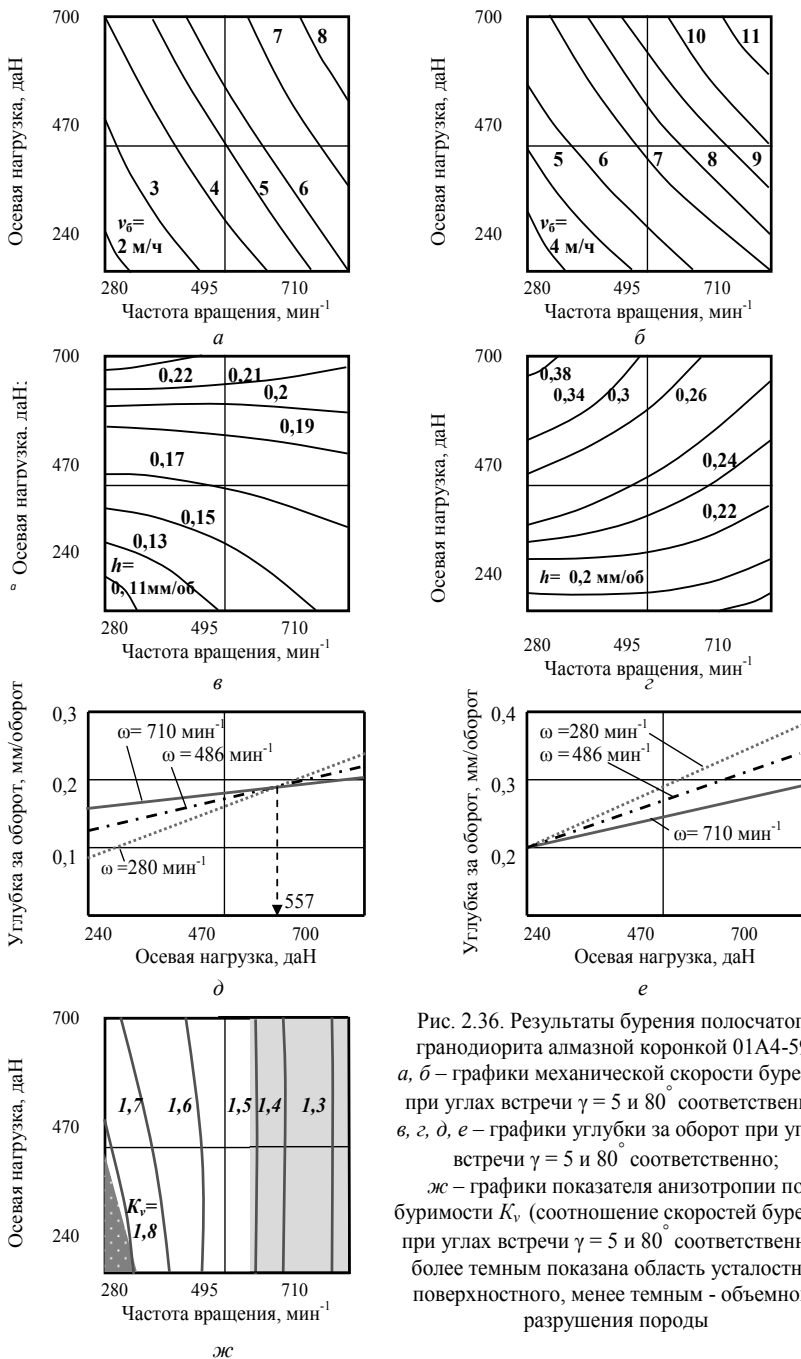 700
8
7
Осевая нагрузка, даН
470
3
4
5
6
vб=
2 м/ч
240
280 495 710
Частота вращения, мин-1
а
700
10
11
Осевая нагрузка, даН
470
5
6
7
8
9
vб=
4 м/ч
240
280 495 710
Частота вращения, мин-1
б
700
0,22
0,21
0,2
0,19
Осевая нагрузка. даН:
а
470
0,17
0,15
0,13
h=
0, 11мм/об
240
280 495 710
Частота вращения, мин-1
в
700
0,38
0,34
0,3
0,26
Осевая нагрузка, даН
470
0,24
0,22
240
h= 0,2 мм/об
280 495 710
Частота вращения, мин-1
г
Углубка за оборот, мм/оборот
0,3
ω= 710 мин-1
ω = 486 мин-1
0,2
0,1
ω =280 мин-1
557
240 470 700
Осевая нагрузка, даН
д
Углубка за оборот, мм/оборот
0,4
ω =280 мин-1
ω = 486 мин-1
0,3
ω= 710 мин-1
0,2
240 470 700
Осевая нагрузка, даН
е
700
Осевая нагрузка, даН
1,7
1,6
1,5
1,4
1,3
470
Kv=
1,8
240
280 495 710
Частота вращения, мин-1
ж
Рис. 2.36. Результаты бурения полосчатог
гранодиорита алмазной коронкой 01А4-59
а, б – графики механической скорости буре
при углах встречи γ = 5 и 80° соответственн
в, г, д, е – графики углубки за оборот при уг
встречи γ = 5 и 80° соответственно;
ж – графики показателя анизотропии по
буримости Kv (соотношение скоростей буре
при углах встречи γ = 5 и 80° соответственн
более темным показана область усталостн
поверхностного, менее темным - объемно
разрушения породы